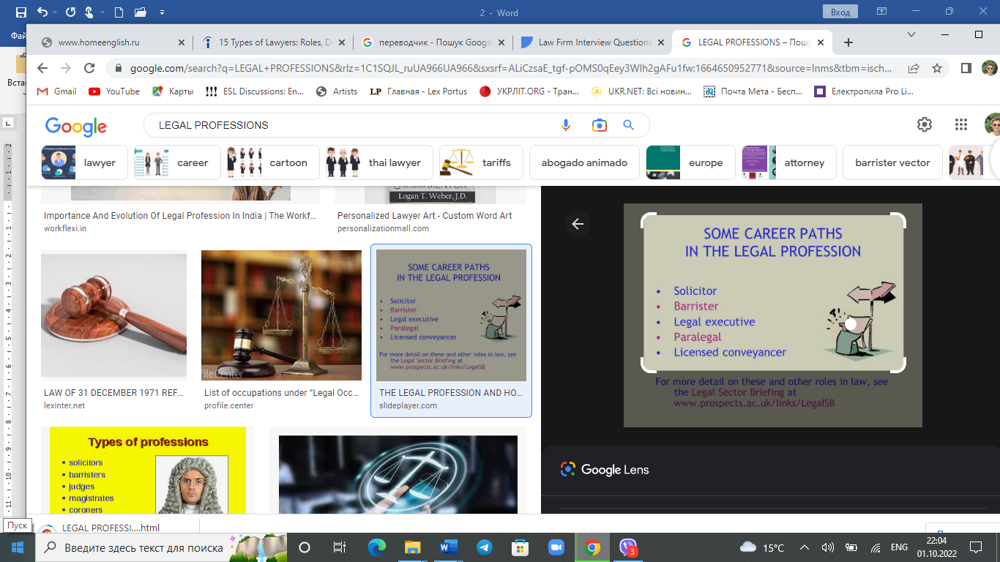 2 - Word
Вход
Фай
www.homeenglish.ru
15 Types of Lawyers: Roles, D
переводчик - Пошук Google
Law Firm Interview Questions
LEGAL PROFESSIONS – Пошу
google.com/search?q=LEGAL+PROFESSIONS&rlz=1C1SQJL_ruUA966UA966&sxsrf=ALiCzsaE_tgf-pOMS0qEey3WIh2gAFu1fw:1664650952771&source=lnms&tbm=isch...
Встав
Gmail
YouTube
Карты
ESL Discussions: En...
Artists
LP Главная - Lex Portus
УКРЛІТ.ORG - Тран...
UKR.NET: Всі новин...
Почта Мета - Бесп...
Електропила Pro Li...
Google
LEGAL PROFESSIONS
lawyer
career
cartoon
thai lawyer
tariffs
abogado animado
europe
attorney
barrister vector
MENTOR
Logan T. Weber, J.D.
Importance And Evolution Of Legal Profession In India | The Workf...
workflexi.in
Personalized Lawyer Art - Custom Word Art
personalizationmall.com
SOME CAREER PATHS
IN THE LEGAL PROFESSION
• Solicitor
• Barrister
• Legal executive
• Paralegal
• Licensed conveyancer
For more detail on these and other roles in law, see
the Legal Sector Briefing at
www.prospects.ac.uk/links/LegalSB
LAW OF 31 DECEMBER 1971 REF...
lexinter.net
List of occupations under “Legal Occ...
profile.center
THE LEGAL PROFESSION AND HO...
slideplayer.com
Types of professions
▪ solicitors
▪ barristers
▪ judges
▪ magistrates
▪ coroners
SOME CAREER PATHS
IN THE LEGAL PROFESSION
• Solicitor
• Barrister
• Legal executive
• Paralegal
• Licensed conveyancer
For more detail on these and other roles in law, see
the Legal Sector Briefing at
www.prospects.ac.uk/links/LegalSB
Google Lens
Пуск
LEGAL PROFESSI....html
Введите здесь текст для поиска
3
15°C
ENG
22:04
01.10.2022